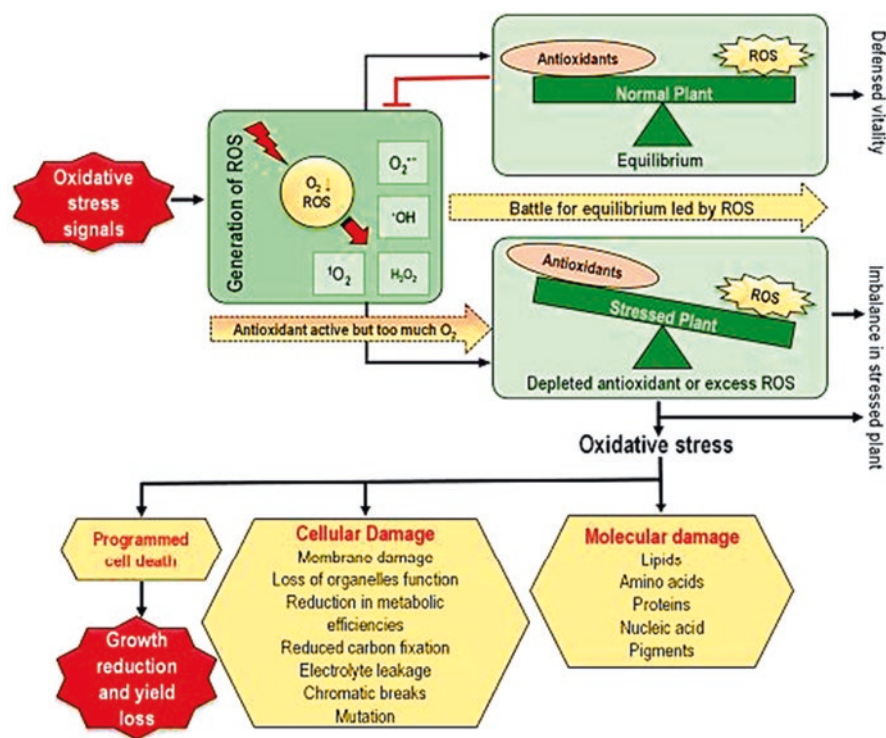 Oxidative
stress
signals
Generation of ROS
O₂ ↓
ROS
O₂˙⁻
˙OH
¹O₂
H₂O₂
Antioxidants
ROS
Normal Plant
Equilibrium
Defensed vitality
Battle for equilibrium led by ROS
Antioxidant active but too much O₂
Antioxidants
ROS
Stressed Plant
Depleted antioxidant or excess ROS
Imbalance in stressed plant
Oxidative stress
Programmed
cell death
Growth
reduction
and yield
loss
Cellular Damage
Membrane damage
Loss of organelles function
Reduction in metabolic
efficiencies
Reduced carbon fixation
Electrolyte leakage
Chromatic breaks
Mutation
Molecular damage
Lipids
Amino acids
Proteins
Nucleic acid
Pigments